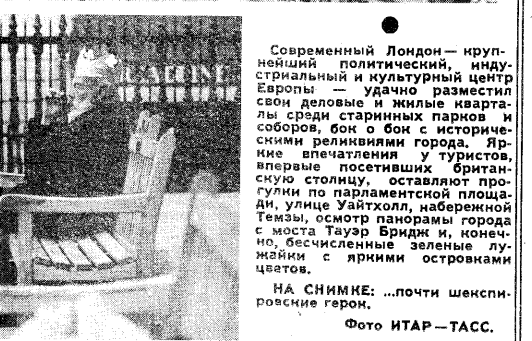 Современный Лондон — круп-
нейший политический, инду-
стриальный и культурный центр
Европы — удачно разместил
свои деловые и жилые кварта-
лы среди старинных парков и
соборов, бок о бок с историче-
скими реликвиями города. Яр-
кие впечатления у туристов,
впервые посетивших британ-
скую столицу, оставляют про-
гулки по парламентской площа-
ди, улице Уайтхолл, набережной
Темзы, осмотр панорамы города
с моста Тауэр Бридж и, конеч-
но, бесчисленные зеленые лу-
жайки с яркими островками
цветов.
НА СНИМКЕ: ...почти шекспи-
ровские герои.
Фото ИТАР—ТАСС.